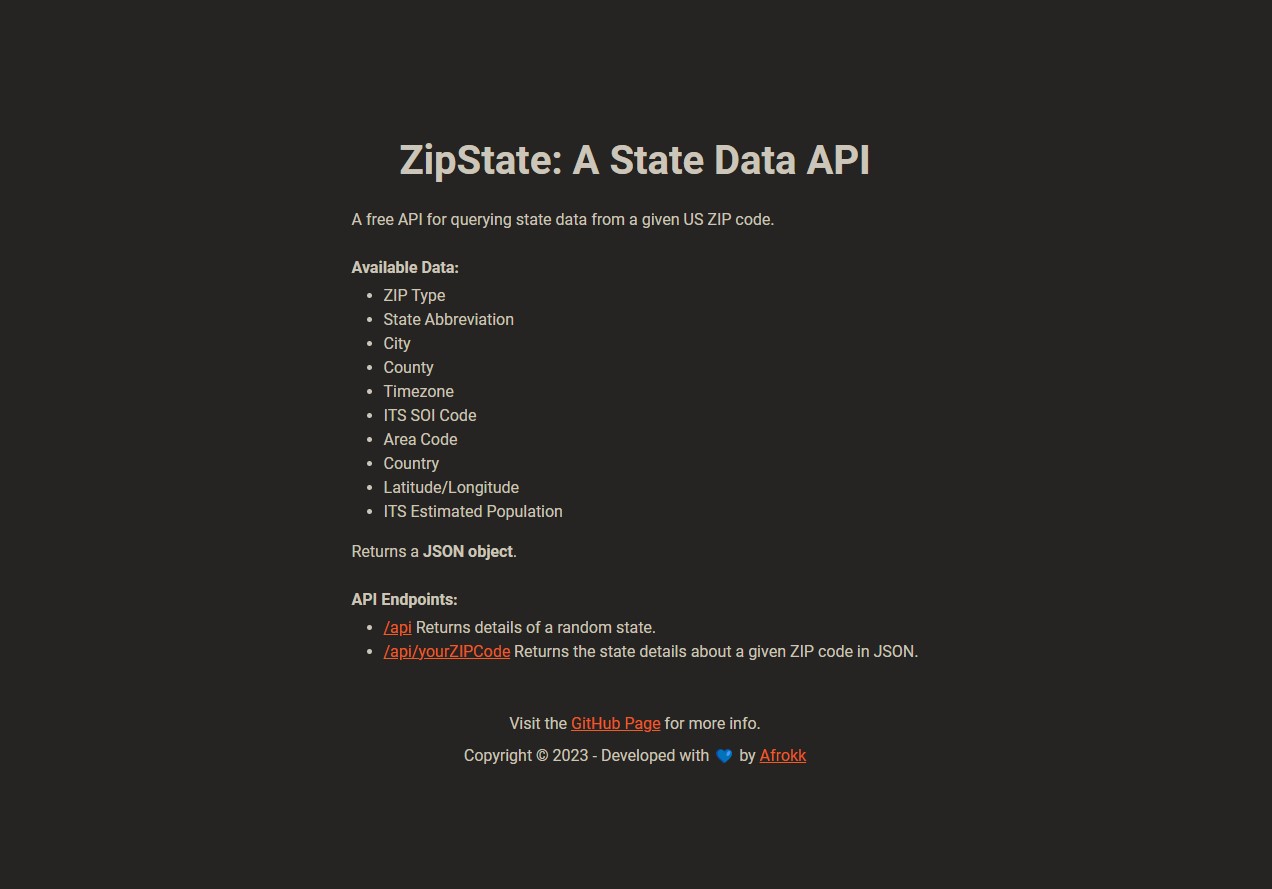 ZipState: A State Data API
A free API for querying state data from a given US ZIP code.
Available Data:
• ZIP Type
• State Abbreviation
• City
• County
• Timezone
• ITS SOI Code
• Area Code
• Country
• Latitude/Longitude
• ITS Estimated Population
Returns a JSON object.
API Endpoints:
• /api Returns details of a random state.
• /api/yourZIPCode Returns the state details about a given ZIP code in JSON.
Visit the GitHub Page for more info.
Copyright © 2023 - Developed with 💙 by Afrokk